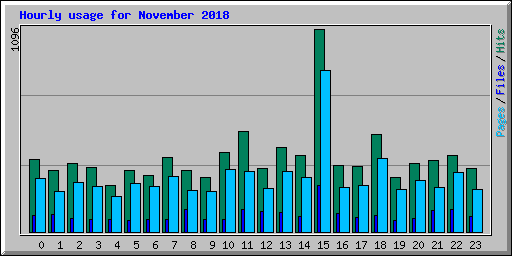 Hourly usage for November 2018
1096
Pages / Files / Hits
0 1 2 3 4 5 6 7 8 9 10 11 12 13 14 15 16 17 18 19 20 21 22 23